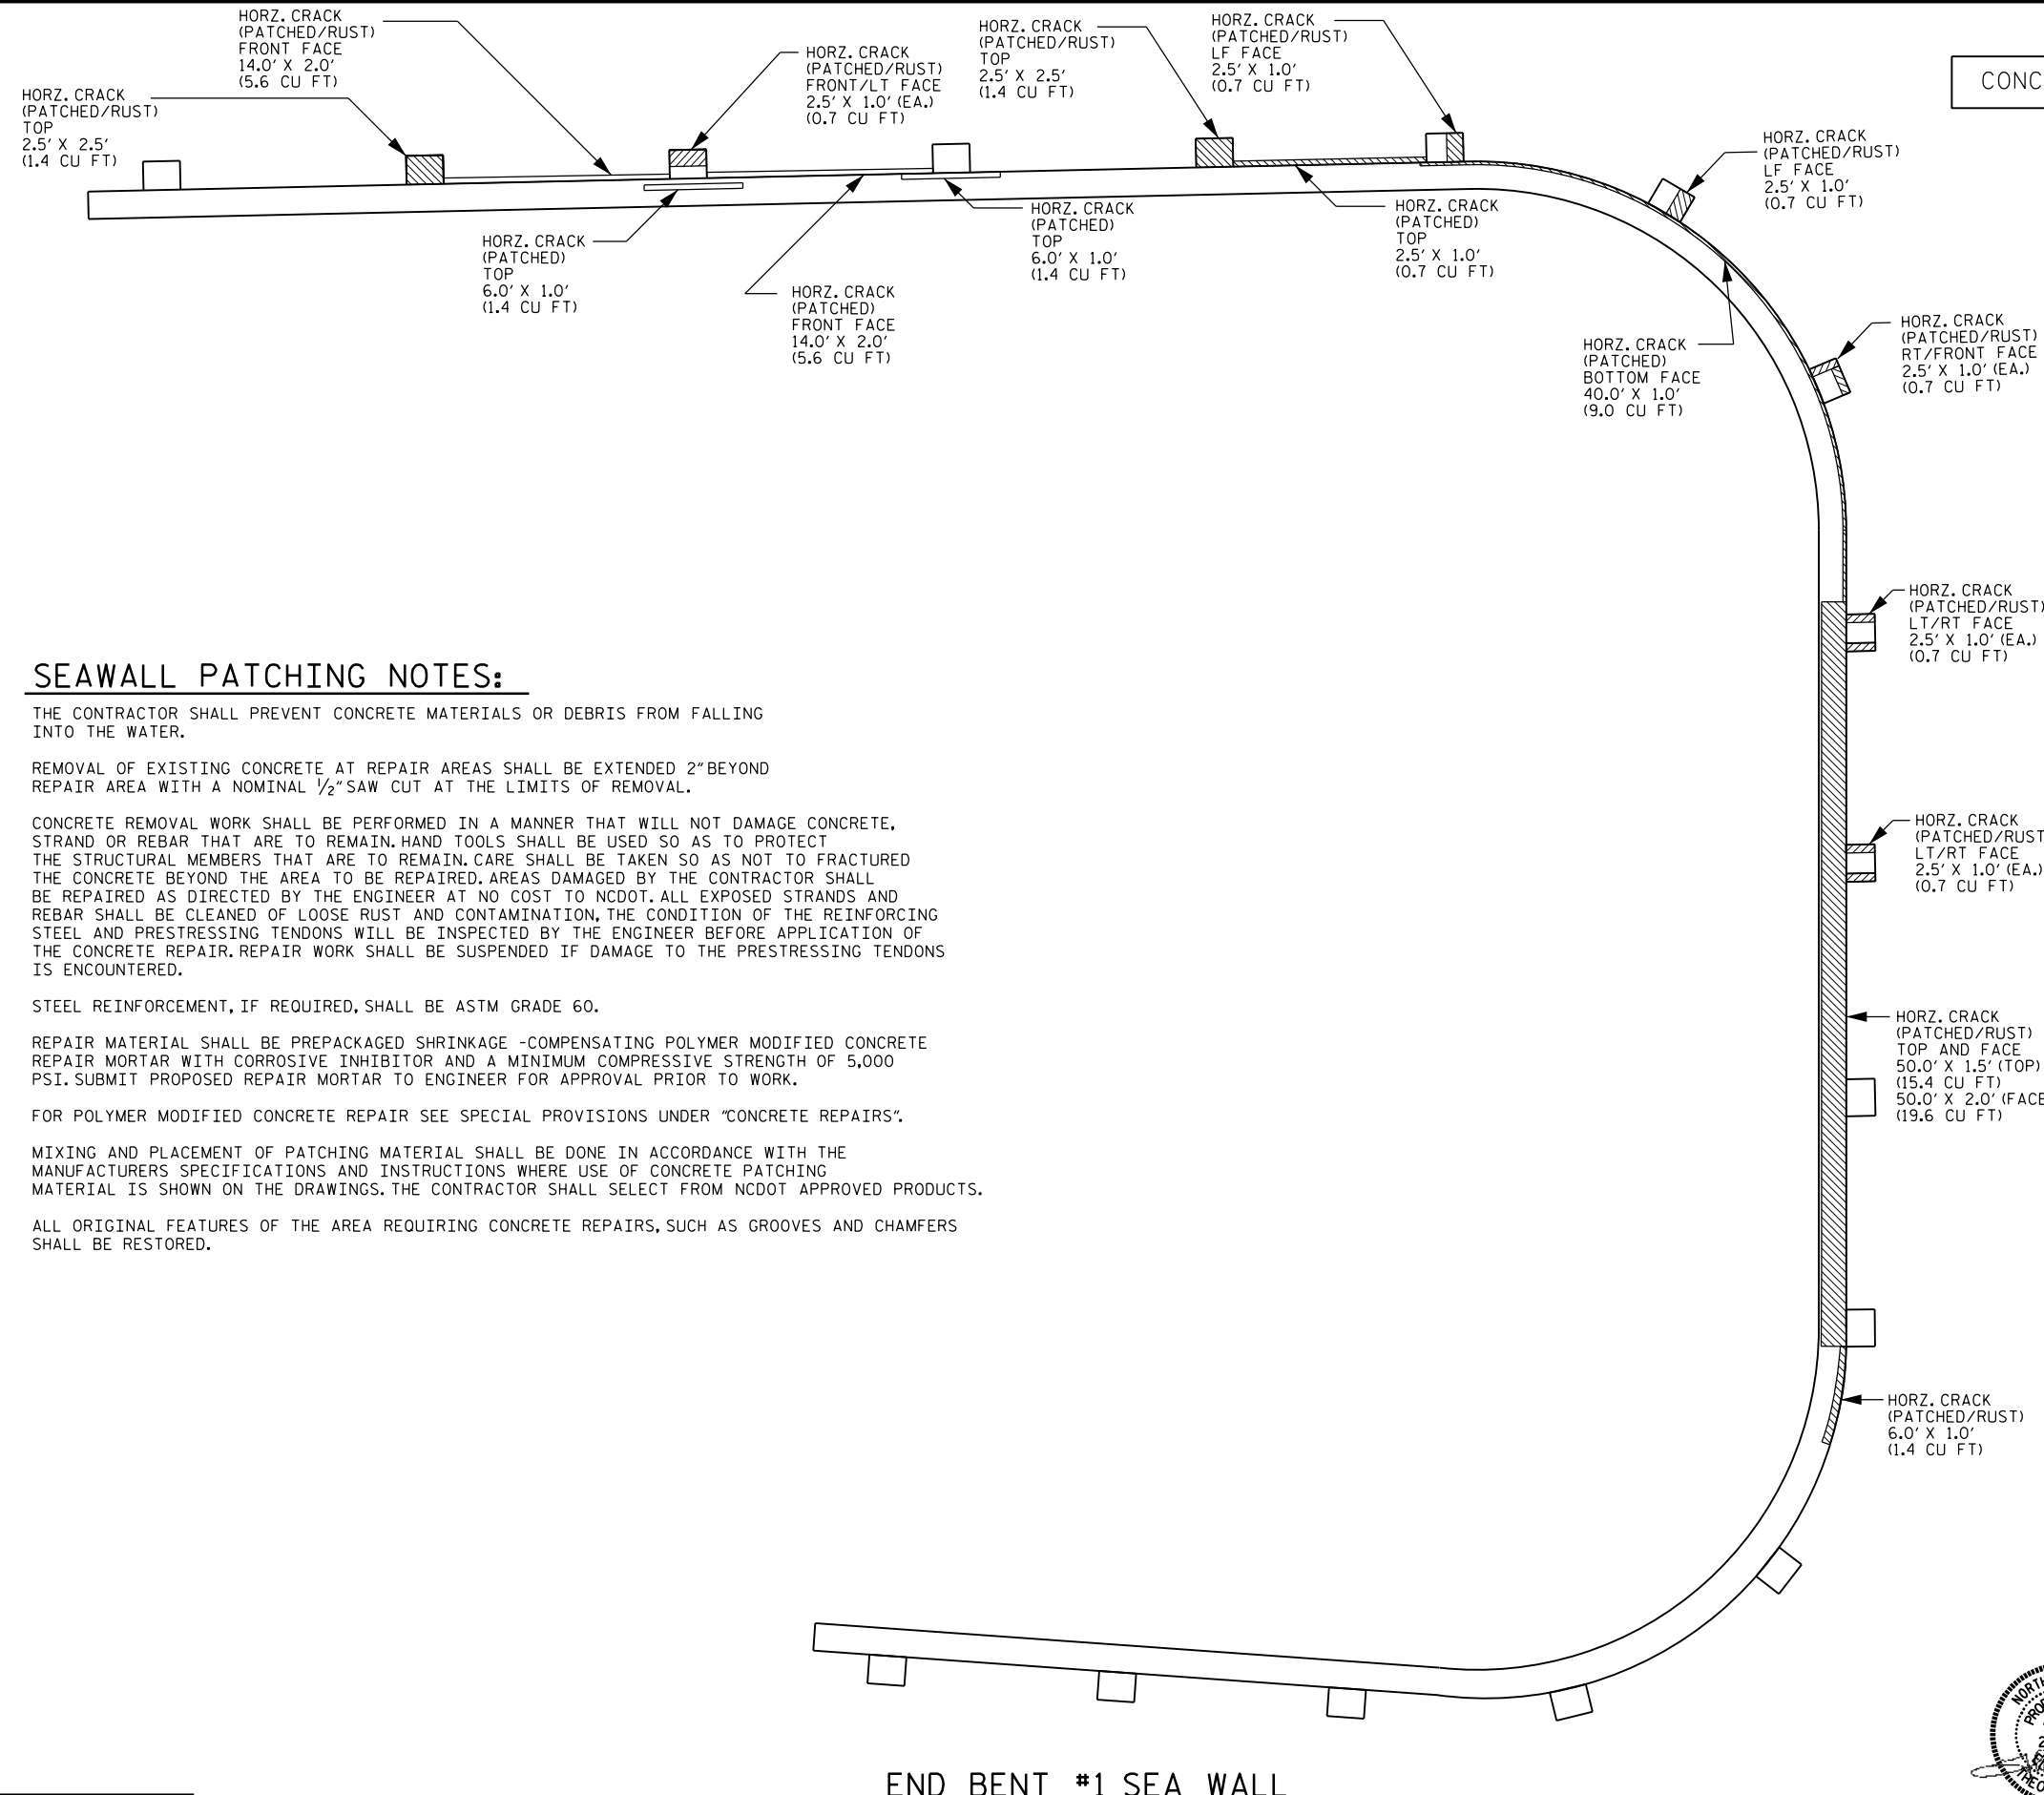 HORZ. CRACK
(PATCHED/RUST)
FRONT FACE
14.0' X 2.0'
(5.6 CU FT)
HORZ. CRACK
(PATCHED/RUST)
TOP
2.5' X 2.5'
(1.4 CU FT)
HORZ. CRACK
(PATCHED/RUST)
FRONT/LT FACE
2.5' X 1.0' (EA.)
(0.7 CU FT)
HORZ. CRACK
(PATCHED/RUST)
TOP
2.5' X 2.5'
(1.4 CU FT)
HORZ. CRACK
(PATCHED/RUST)
LF FACE
2.5' X 1.0'
(0.7 CU FT)
CONC
HORZ. CRACK
(PATCHED/RUST)
LF FACE
2.5' X 1.0'
(0.7 CU FT)
HORZ. CRACK
(PATCHED)
TOP
6.0' X 1.0'
(1.4 CU FT)
HORZ. CRACK
(PATCHED)
FRONT FACE
14.0' X 2.0'
(5.6 CU FT)
HORZ. CRACK
(PATCHED)
TOP
6.0' X 1.0'
(1.4 CU FT)
HORZ. CRACK
(PATCHED)
TOP
2.5' X 1.0'
(0.7 CU FT)
HORZ. CRACK
(PATCHED)
BOTTOM FACE
40.0' X 1.0'
(9.0 CU FT)
HORZ. CRACK
(PATCHED/RUST)
RT/FRONT FACE
2.5' X 1.0' (EA.)
(0.7 CU FT)
HORZ. CRACK
(PATCHED/RUST)
LT/RT FACE
2.5' X 1.0' (EA.)
(0.7 CU FT)
HORZ. CRACK
(PATCHED/RUST
LT/RT FACE
2.5' X 1.0' (EA.)
(0.7 CU FT)
HORZ. CRACK
(PATCHED/RUST)
TOP AND FACE
50.0' X 1.5' (TOP)
(15.4 CU FT)
50.0' X 2.0' (FACE
(19.6 CU FT)
HORZ. CRACK
(PATCHED/RUST)
6.0' X 1.0'
(1.4 CU FT)
SEAWALL PATCHING NOTES:
THE CONTRACTOR SHALL PREVENT CONCRETE MATERIALS OR DEBRIS FROM FALLING
INTO THE WATER.
REMOVAL OF EXISTING CONCRETE AT REPAIR AREAS SHALL BE EXTENDED 2" BEYOND
REPAIR AREA WITH A NOMINAL 1/2" SAW CUT AT THE LIMITS OF REMOVAL.
CONCRETE REMOVAL WORK SHALL BE PERFORMED IN A MANNER THAT WILL NOT DAMAGE CONCRETE,
STRAND OR REBAR THAT ARE TO REMAIN. HAND TOOLS SHALL BE USED SO AS TO PROTECT
THE STRUCTURAL MEMBERS THAT ARE TO REMAIN. CARE SHALL BE TAKEN SO AS NOT TO FRACTURED
THE CONCRETE BEYOND THE AREA TO BE REPAIRED. AREAS DAMAGED BY THE CONTRACTOR SHALL
BE REPAIRED AS DIRECTED BY THE ENGINEER AT NO COST TO NCDOT. ALL EXPOSED STRANDS AND
REBAR SHALL BE CLEANED OF LOOSE RUST AND CONTAMINATION, THE CONDITION OF THE REINFORCING
STEEL AND PRESTRESSING TENDONS WILL BE INSPECTED BY THE ENGINEER BEFORE APPLICATION OF
THE CONCRETE REPAIR. REPAIR WORK SHALL BE SUSPENDED IF DAMAGE TO THE PRESTRESSING TENDONS
IS ENCOUNTERED.
STEEL REINFORCEMENT, IF REQUIRED, SHALL BE ASTM GRADE 60.
REPAIR MATERIAL SHALL BE PREPACKAGED SHRINKAGE -COMPENSATING POLYMER MODIFIED CONCRETE
REPAIR MORTAR WITH CORROSIVE INHIBITOR AND A MINIMUM COMPRESSIVE STRENGTH OF 5,000
PSI. SUBMIT PROPOSED REPAIR MORTAR TO ENGINEER FOR APPROVAL PRIOR TO WORK.
FOR POLYMER MODIFIED CONCRETE REPAIR SEE SPECIAL PROVISIONS UNDER "CONCRETE REPAIRS".
MIXING AND PLACEMENT OF PATCHING MATERIAL SHALL BE DONE IN ACCORDANCE WITH THE
MANUFACTURERS SPECIFICATIONS AND INSTRUCTIONS WHERE USE OF CONCRETE PATCHING
MATERIAL IS SHOWN ON THE DRAWINGS. THE CONTRACTOR SHALL SELECT FROM NCDOT APPROVED PRODUCTS.
ALL ORIGINAL FEATURES OF THE AREA REQUIRING CONCRETE REPAIRS, SUCH AS GROOVES AND CHAMFERS
SHALL BE RESTORED.
END BENT #1 SEA WALL
NORTH